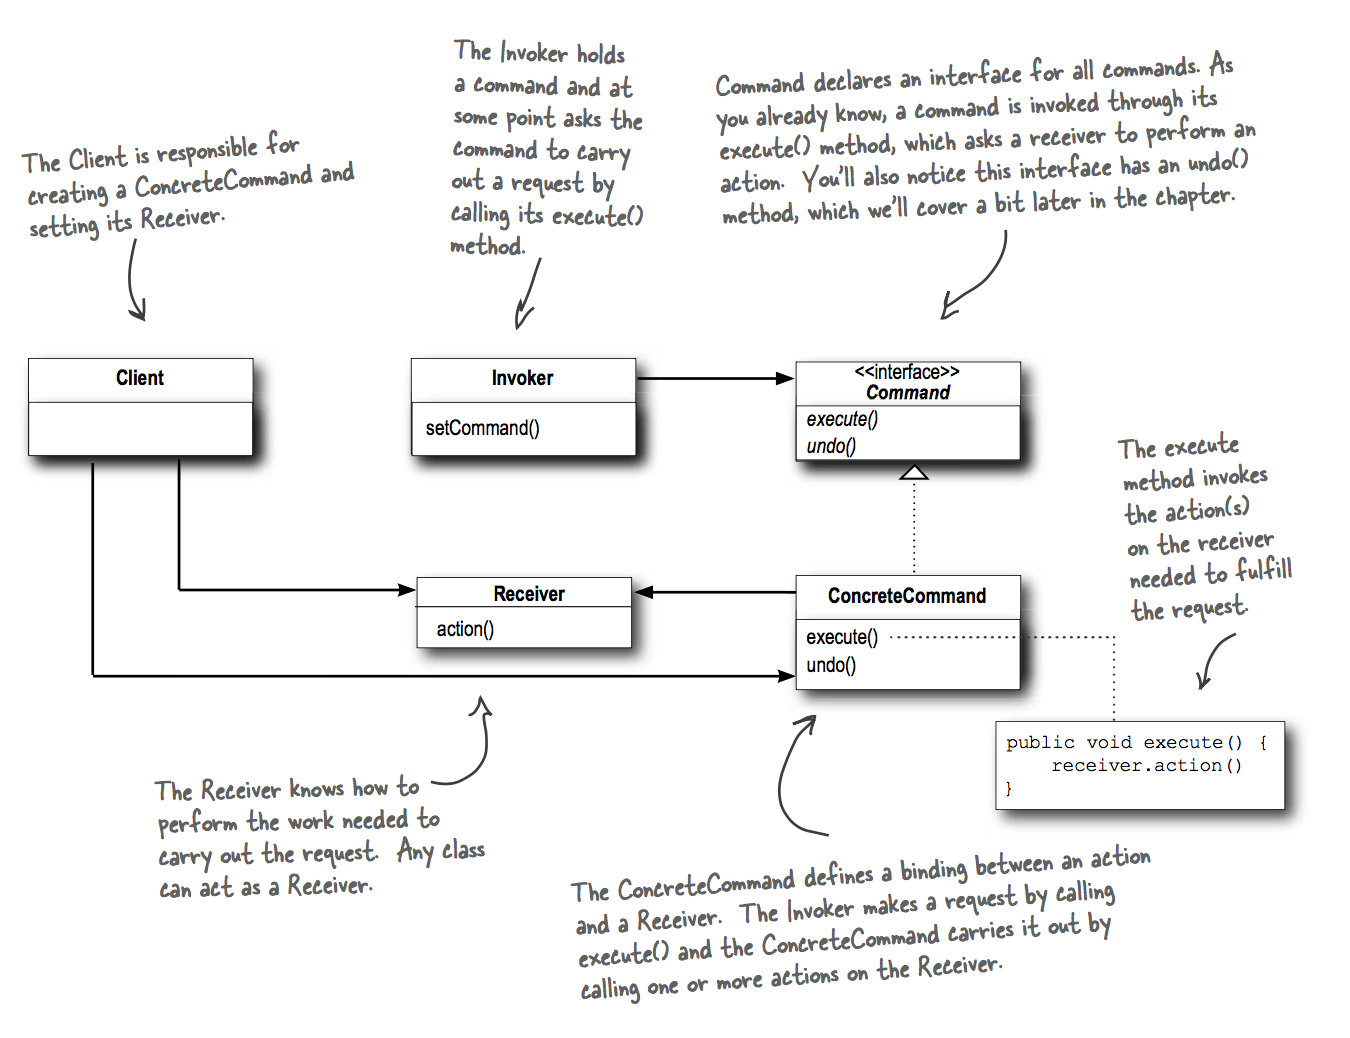 The Client is responsible for
creating a ConcreteCommand and
setting its Receiver.
The Invoker holds
a command and at
some point asks the
command to carry
out a request by
calling its execute()
method.
Command declares an interface for all commands. As
you already know, a command is invoked through its
execute() method, which asks a receiver to perform an
action. You'll also notice this interface has an undo()
method, which we'll cover a bit later in the chapter.
Client
Invoker
setCommand()
<<interface>>
Command
execute()
undo()
The execute
method invokes
the action(s)
on the receiver
needed to fulfill
the request.
Receiver
action()
ConcreteCommand
execute()
undo()
public void execute() {
receiver.action()
}
The Receiver knows how to
perform the work needed to
carry out the request. Any class
can act as a Receiver.
The ConcreteCommand defines a binding between an action
and a Receiver. The Invoker makes a request by calling
execute() and the ConcreteCommand carries it out by
calling one or more actions on the Receiver.